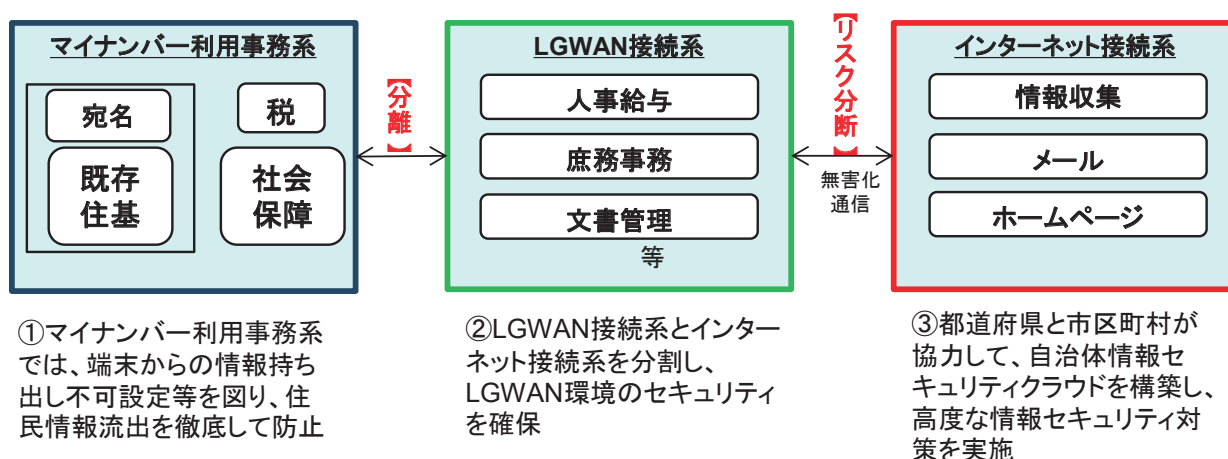 マイナンバー利用事務系
宛名
税
既存
住基
社会
保障
【分離】
LGWAN接続系
人事給与
庶務事務
文書管理
等
【リスク分断】
無害化
通信
インターネット接続系
情報収集
メール
ホームページ
①マイナンバー利用事務系
では、端末からの情報持ち
出し不可設定等を図り、住
民情報流出を徹底して防止
②LGWAN接続系とインター
ネット接続系を分割し、
LGWAN環境のセキュリティ
を確保
③都道府県と市区町村が
協力して、自治体情報セ
キュリティクラウドを構築し、
高度な情報セキュリティ対
策を実施